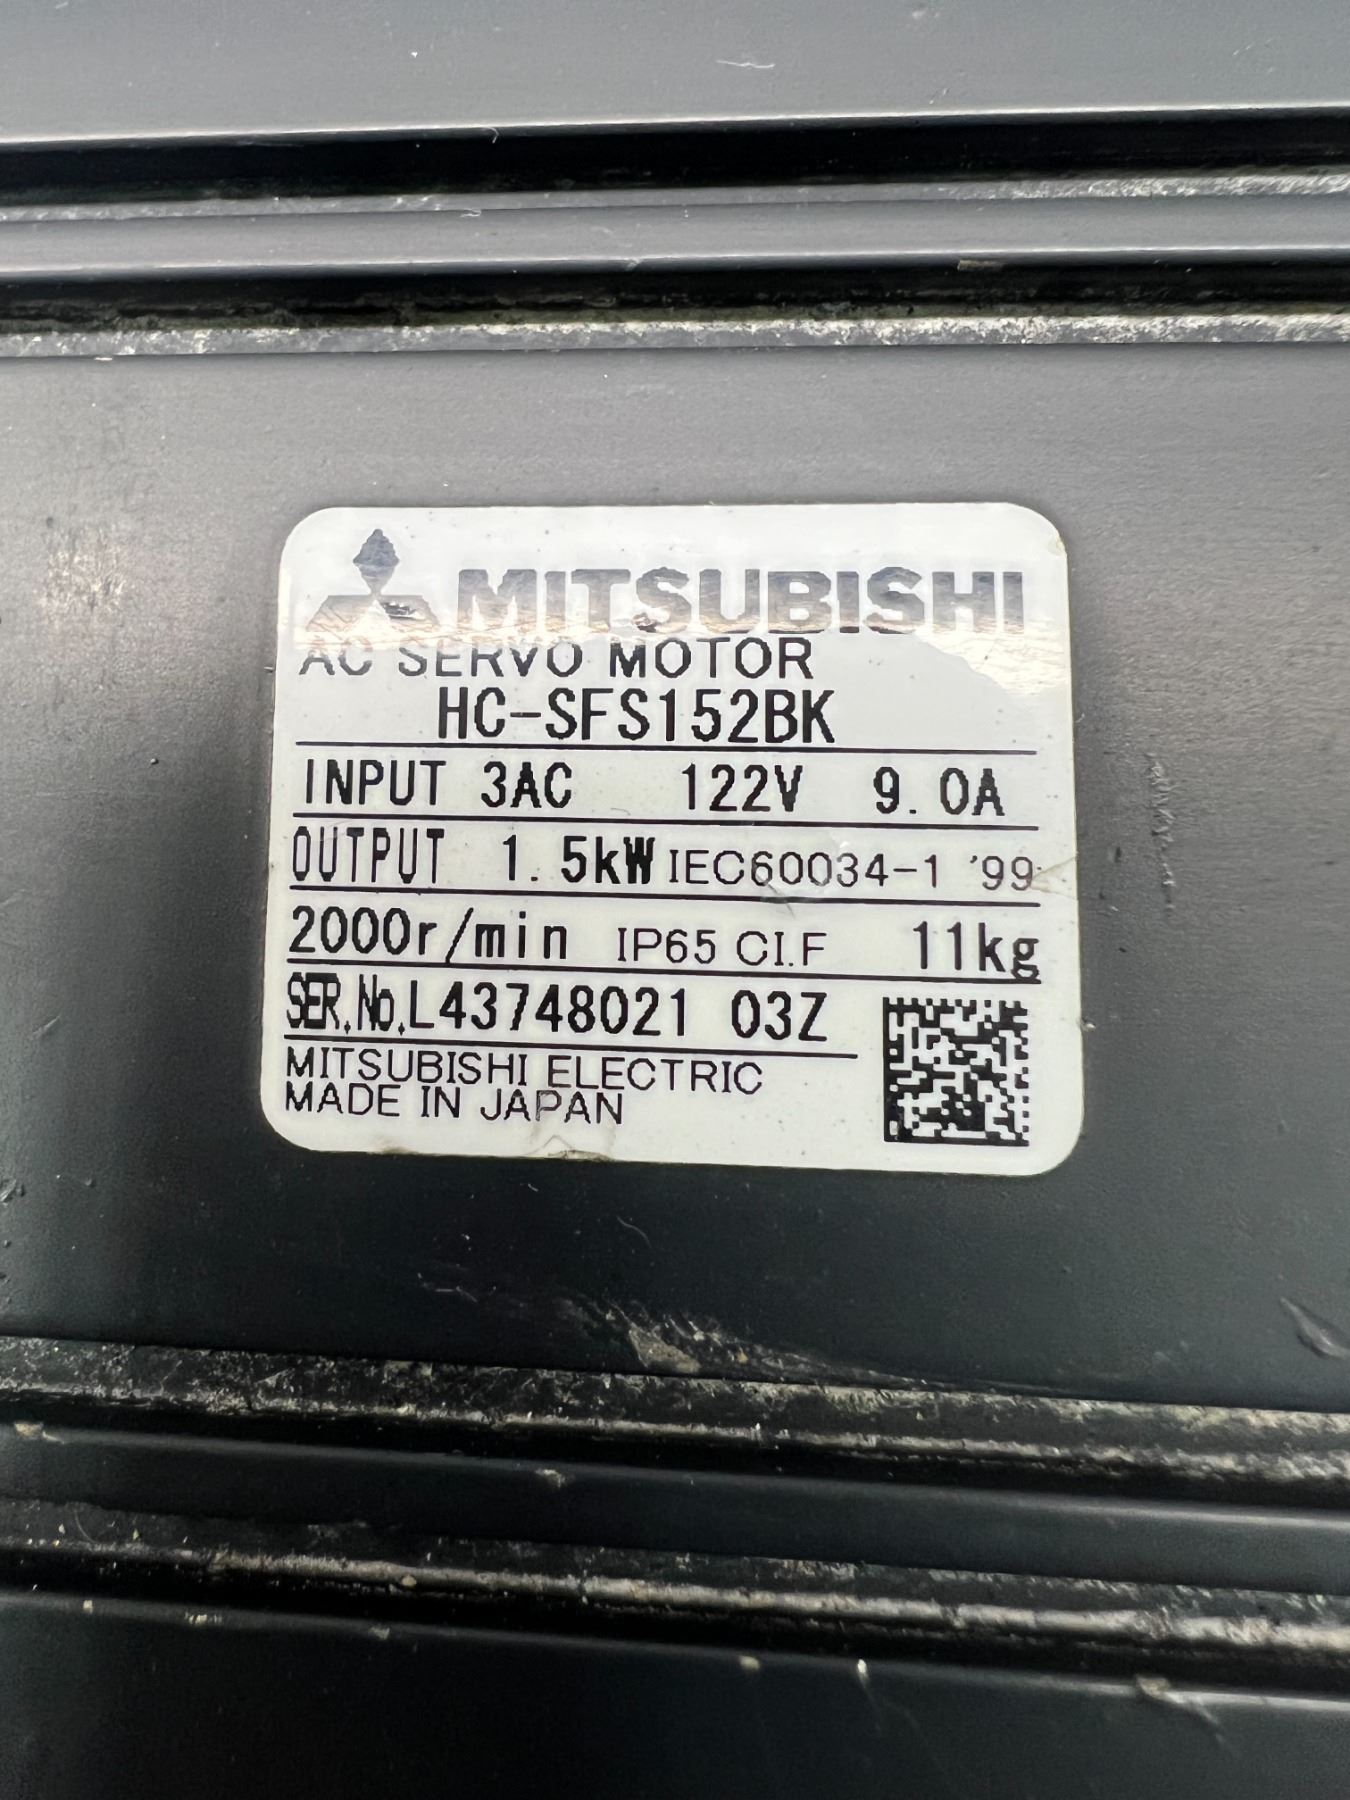 MITSUBISHI
AC SERVO MOTOR
HC-SFS152BK
INPUT 3AC 122V 9.0A
OUTPUT 1.5kW IEC60034-1 '99
2000r/min IP65 CI.F 11kg
SER.No.L43748021 03Z
MITSUBISHI ELECTRIC
MADE IN JAPAN